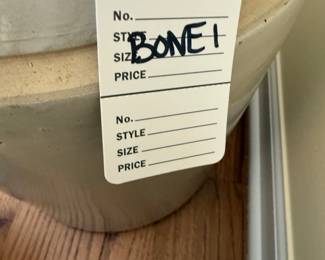 No.
STYLE
BONE 1
SIZE
PRICE
No.
STYLE
SIZE
PRICE